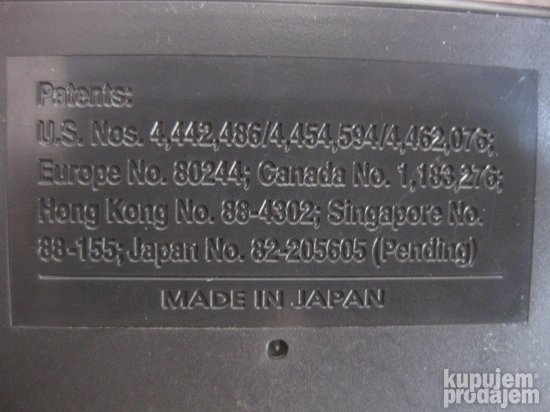 Patents:
U.S. Nos. 4,442,486/4,454,594/4,462,076;
Europe No. 80244; Canada No. 1,183,276;
Hong Kong No. 88-4302; Singapore No.
88-155; Japan No. 82-205605 (Pending)
MADE IN JAPAN
kupujem
prodajem